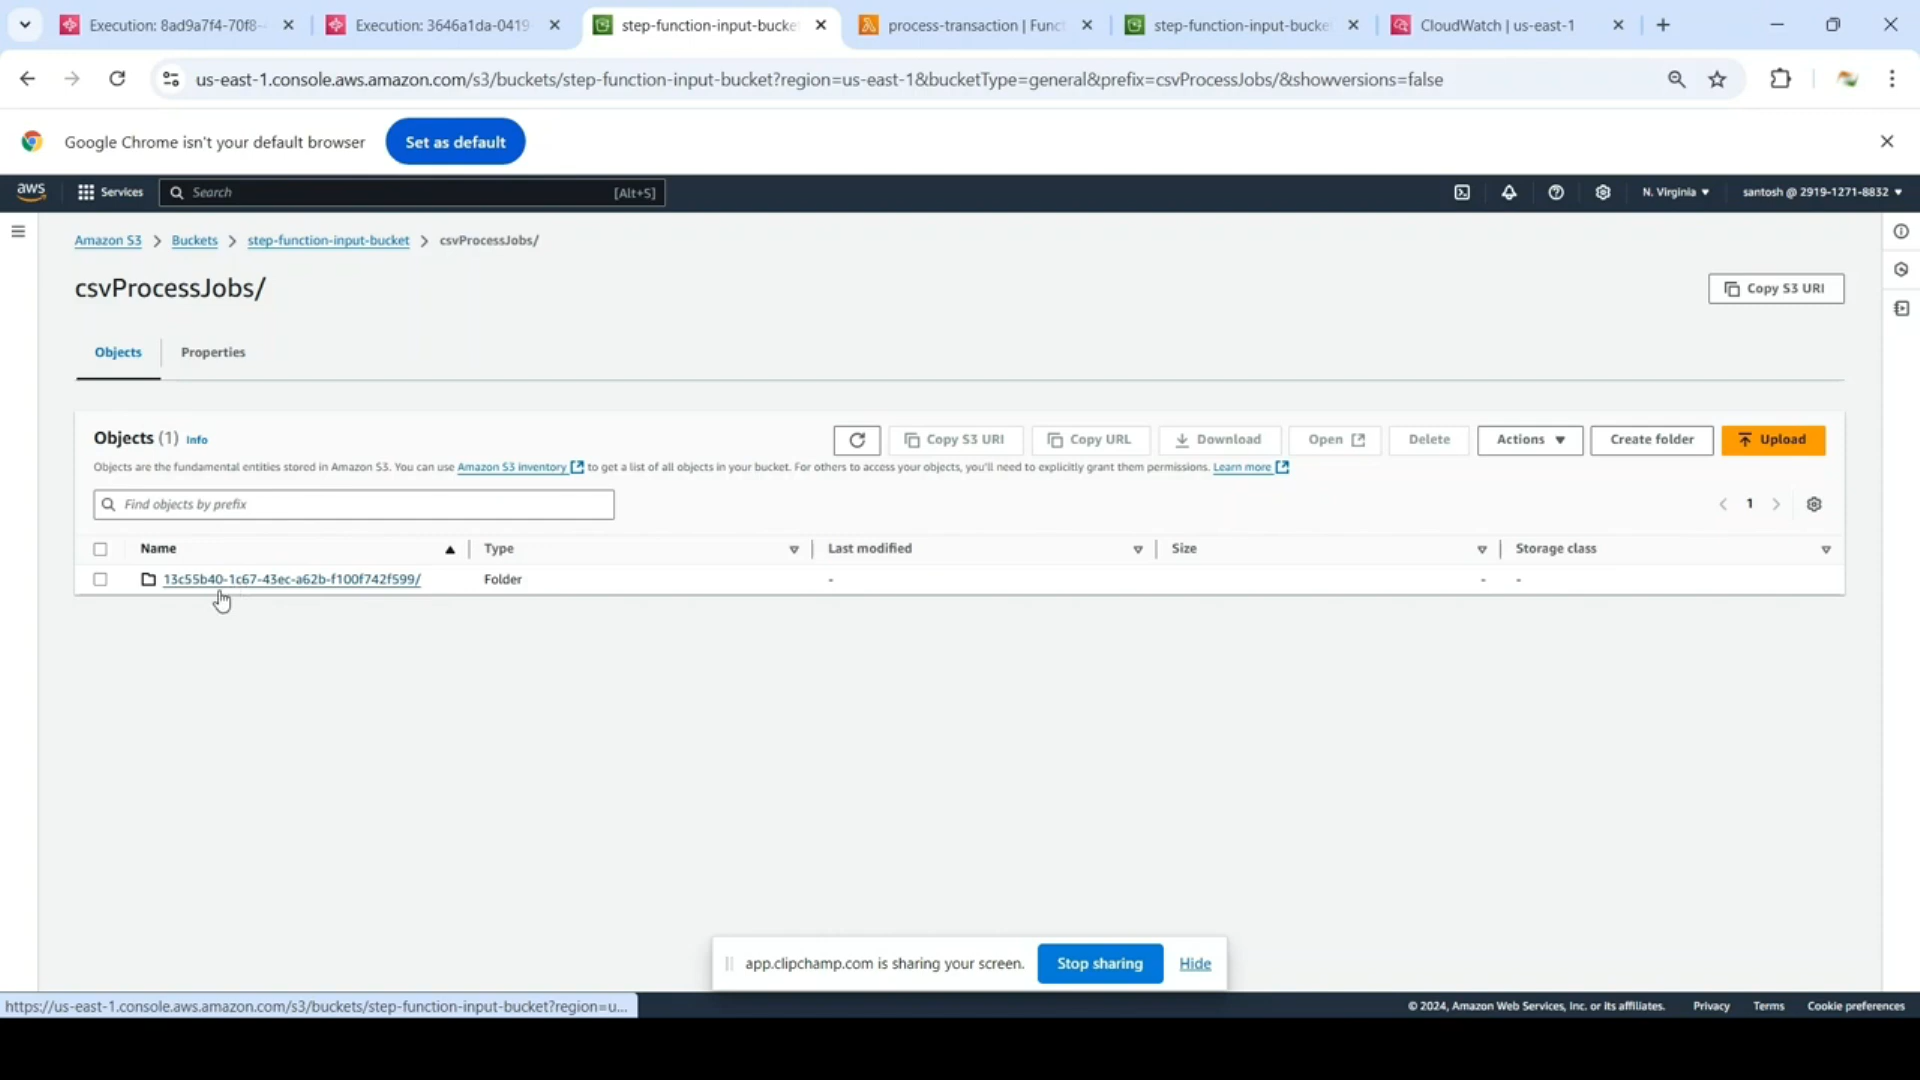 Execution: 8ad9a7f4-70f8-
Execution: 3646a1da-0419
step-function-input-bucke
process-transaction | Funct
step-function-input-bucke
CloudWatch | us-east-1
us-east-1.console.aws.amazon.com/s3/buckets/step-function-input-bucket?region=us-east-1&bucketType=general&prefix=csvProcessJobs/&showversions=false
Google Chrome isn't your default browser
Set as default
aws
Services
Search
[Alt+S]
N. Virginia
santosh @ 2919-1271-8832
Amazon S3 > Buckets > step-function-input-bucket > csvProcessJobs/
csvProcessJobs/
Copy S3 URI
Objects
Properties
Objects (1) Info
Copy S3 URI
Copy URL
Download
Open
Delete
Actions
Create folder
Upload
Objects are the fundamental entities stored in Amazon S3. You can use Amazon S3 inventory to get a list of all objects in your bucket. For others to access your objects, you'll need to explicitly grant them permissions. Learn more
Find objects by prefix
1
Name
Type
Last modified
Size
Storage class
13c55b40-1c67-43ec-a62b-f100f742f599/
Folder
-
-
-
app.clipchamp.com is sharing your screen.
Stop sharing
Hide
https://us-east-1.console.aws.amazon.com/s3/buckets/step-function-input-bucket?region=u...
© 2024, Amazon Web Services, Inc. or its affiliates.
Privacy
Terms
Cookie preferences